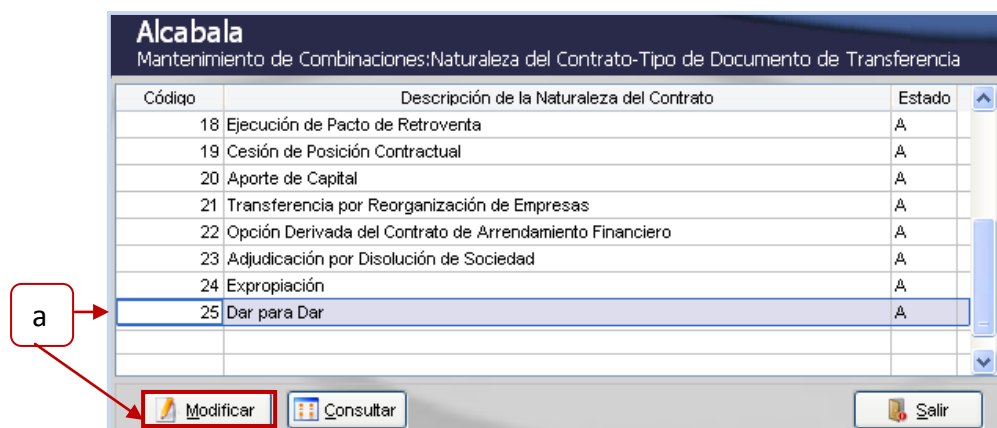 Alcabala
Mantenimiento de Combinaciones:Naturaleza del Contrato-Tipo de Documento de Transferencia
Código Descripción de la Naturaleza del Contrato Estado
18 Ejecución de Pacto de Retroventa A
19 Cesión de Posición Contractual A
20 Aporte de Capital A
21 Transferencia por Reorganización de Empresas A
22 Opción Derivada del Contrato de Arrendamiento Financiero A
23 Adjudicación por Disolución de Sociedad A
24 Expropiación A
25 Dar para Dar A
a
Modificar Consultar Salir